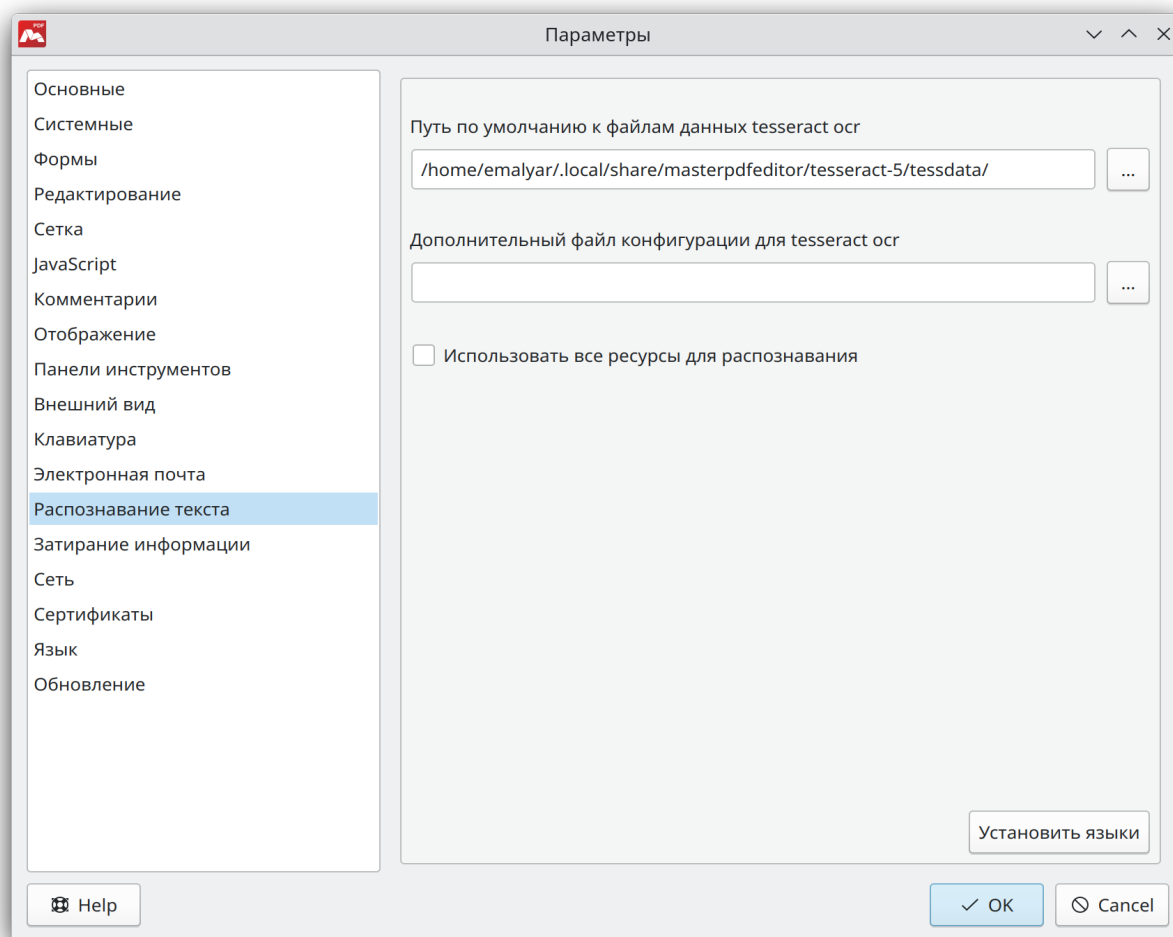 PDF
Параметры
Основные
Системные
Формы
Редактирование
Сетка
JavaScript
Комментарии
Отображение
Панели инструментов
Внешний вид
Клавиатура
Электронная почта
Распознавание текста
Затирание информации
Сеть
Сертификаты
Язык
Обновление
Путь по умолчанию к файлам данных tesseract ocr
/home/emalyar/.local/share/masterpdfeditor/tesseract-5/tessdata/
...
Дополнительный файл конфигурации для tesseract ocr
...
Использовать все ресурсы для распознавания
Установить языки
Help
OK
Cancel